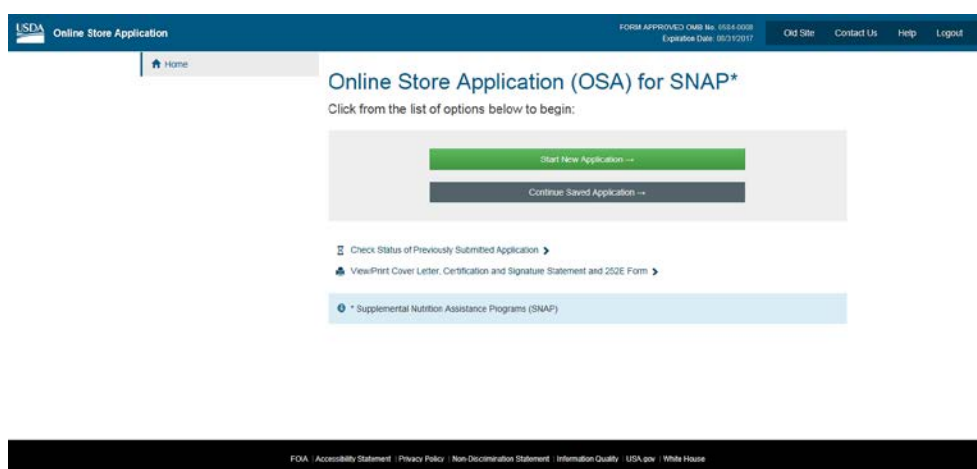 USDA
Online Store Application
FORM APPROVED OMB No. 0584-0008
Expiration Date: 08/31/2017
Old Site Contact Us Help Logout
Home
Online Store Application (OSA) for SNAP*
Click from the list of options below to begin:
Start New Application →
Continue Saved Application →
Check Status of Previously Submitted Application
View/Print Cover Letter, Certification and Signature Statement and 252E Form
* Supplemental Nutrition Assistance Programs (SNAP)
FOIA | Accessibility Statement | Privacy Policy | Non-Discrimination Statement | Information Quality | USA.gov | White House